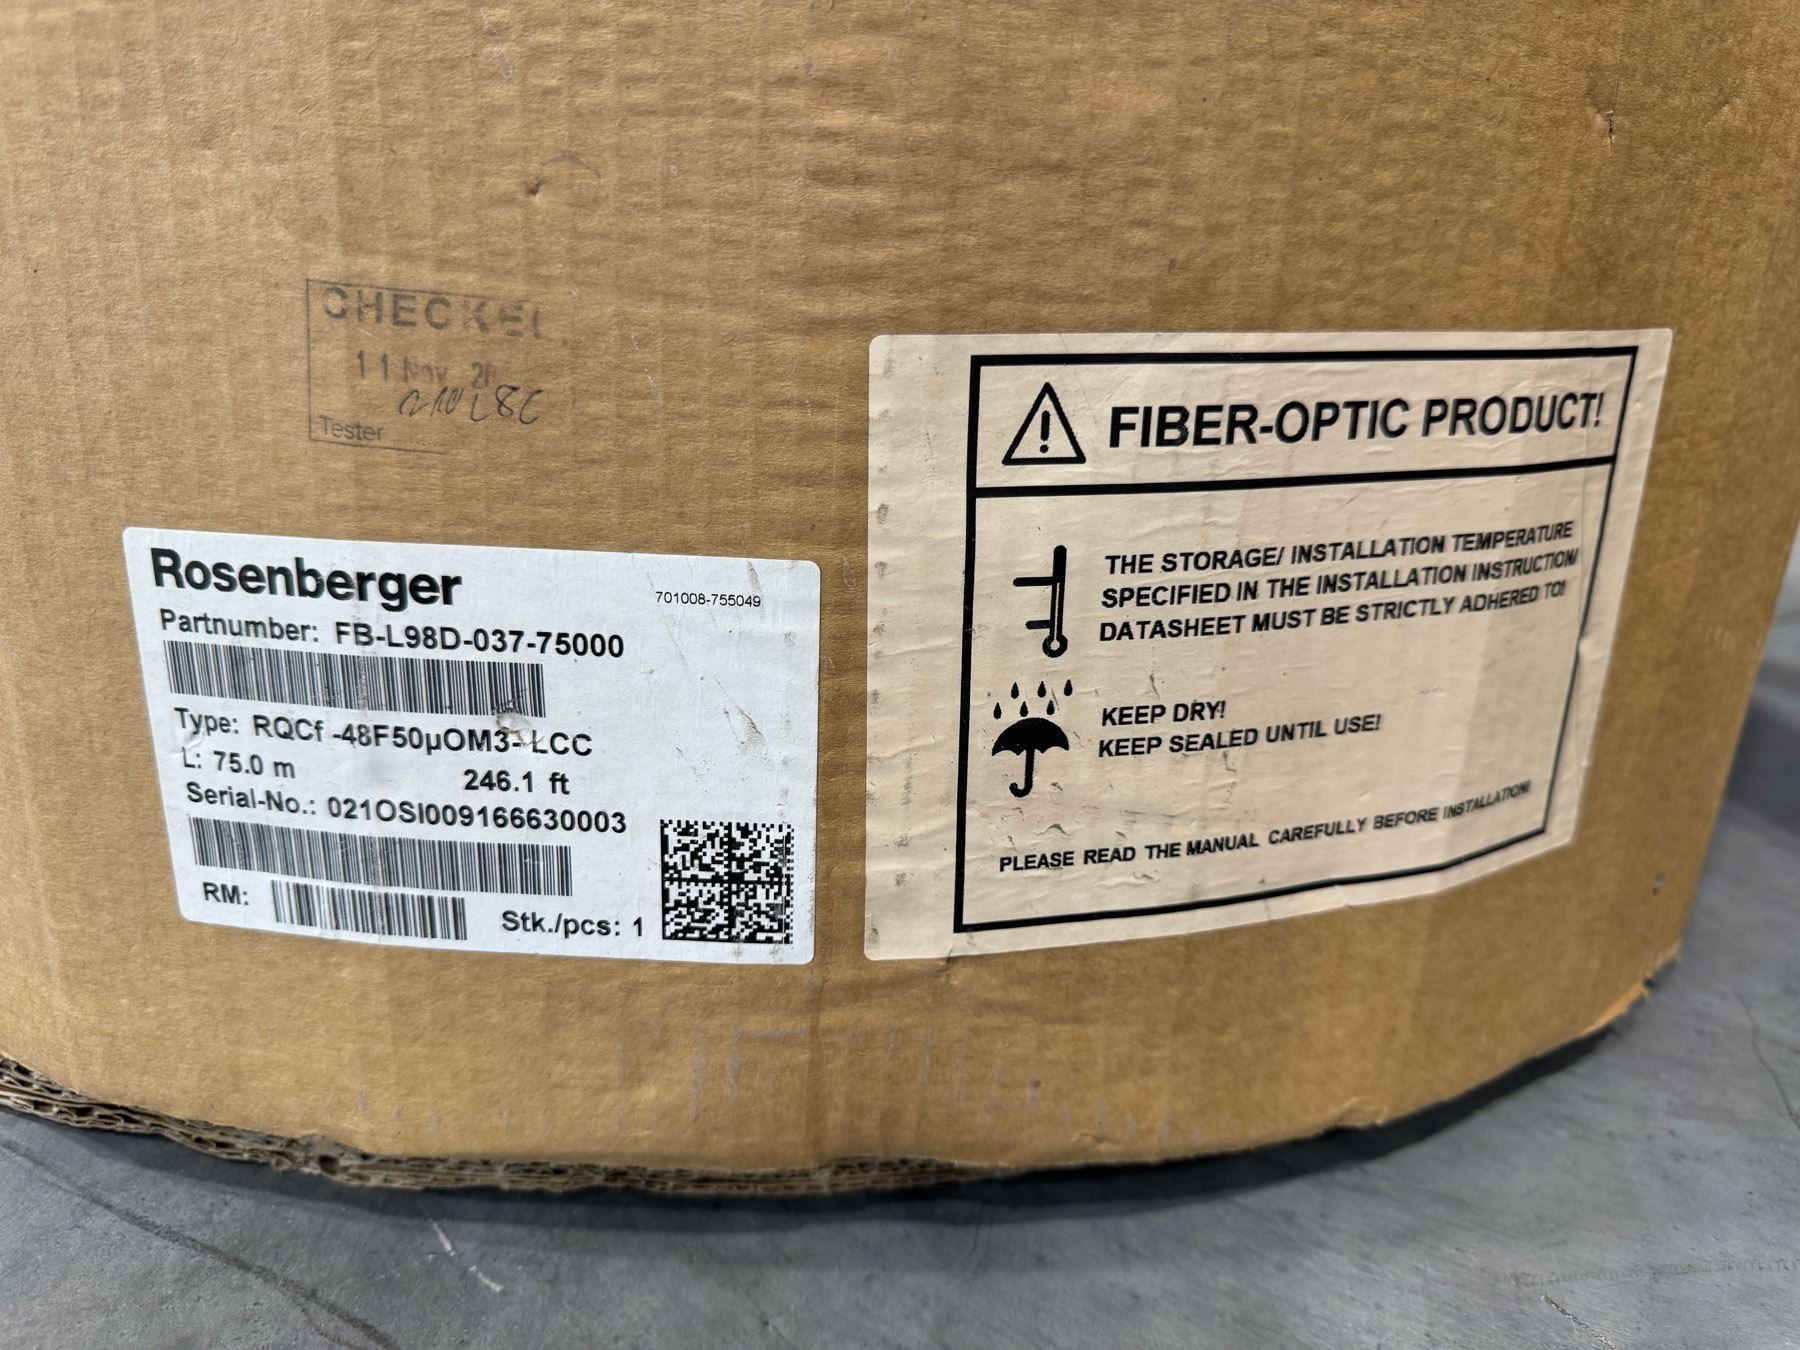 CHECKE
11 Nov 20
Tester
Rosenberger
701008-755049
Partnumber: FB-L98D-037-75000
Type: RQCf -48F50µOM3- LCC
L: 75.0 m 246.1 ft
Serial-No.: 021OSI009166630003
RM: Stk./pcs: 1
FIBER-OPTIC PRODUCT!
THE STORAGE/ INSTALLATION TEMPERATURE
SPECIFIED IN THE INSTALLATION INSTRUCTION/
DATASHEET MUST BE STRICTLY ADHERED TO!
KEEP DRY!
KEEP SEALED UNTIL USE!
PLEASE READ THE MANUAL CAREFULLY BEFORE INSTALLATION!